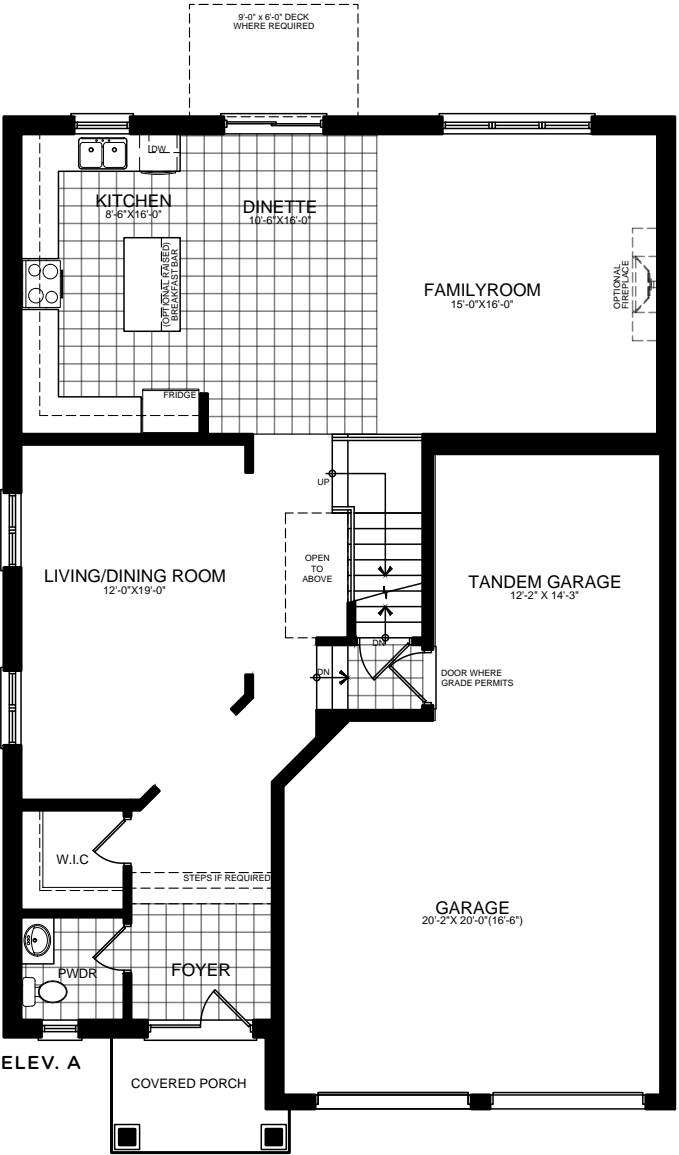 9'-0" x 6'-0" DECK
WHERE REQUIRED
DW
KITCHEN
8'-6"X16'-0"
DINETTE
10'-6"X16'-0"
(OPTIONAL RAISED)
BREAKFAST BAR
FAMILYROOM
15'-0"X16'-0"
OPTIONAL
FIREPLACE
FRIDGE
UP
OPEN
TO
ABOVE
LIVING/DINING ROOM
12'-0"X19'-0"
TANDEM GARAGE
12'-2" X 14'-3"
DN
DN
DOOR WHERE
GRADE PERMITS
W.I.C
STEPS IF REQUIRED
GARAGE
20'-2"X 20'-0"(16'-6")
PWDR
FOYER
ELEV. A
COVERED PORCH